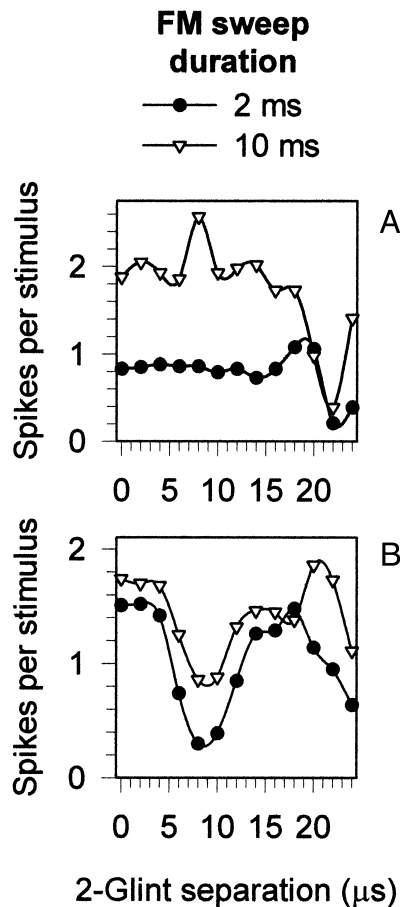 FM sweep
duration
2 ms
10 ms
A
Spikes per stimulus
2
1
0
0 5 10 15 20
B
Spikes per stimulus
2
1
0
0 5 10 15 20
2-Glint separation (μs)